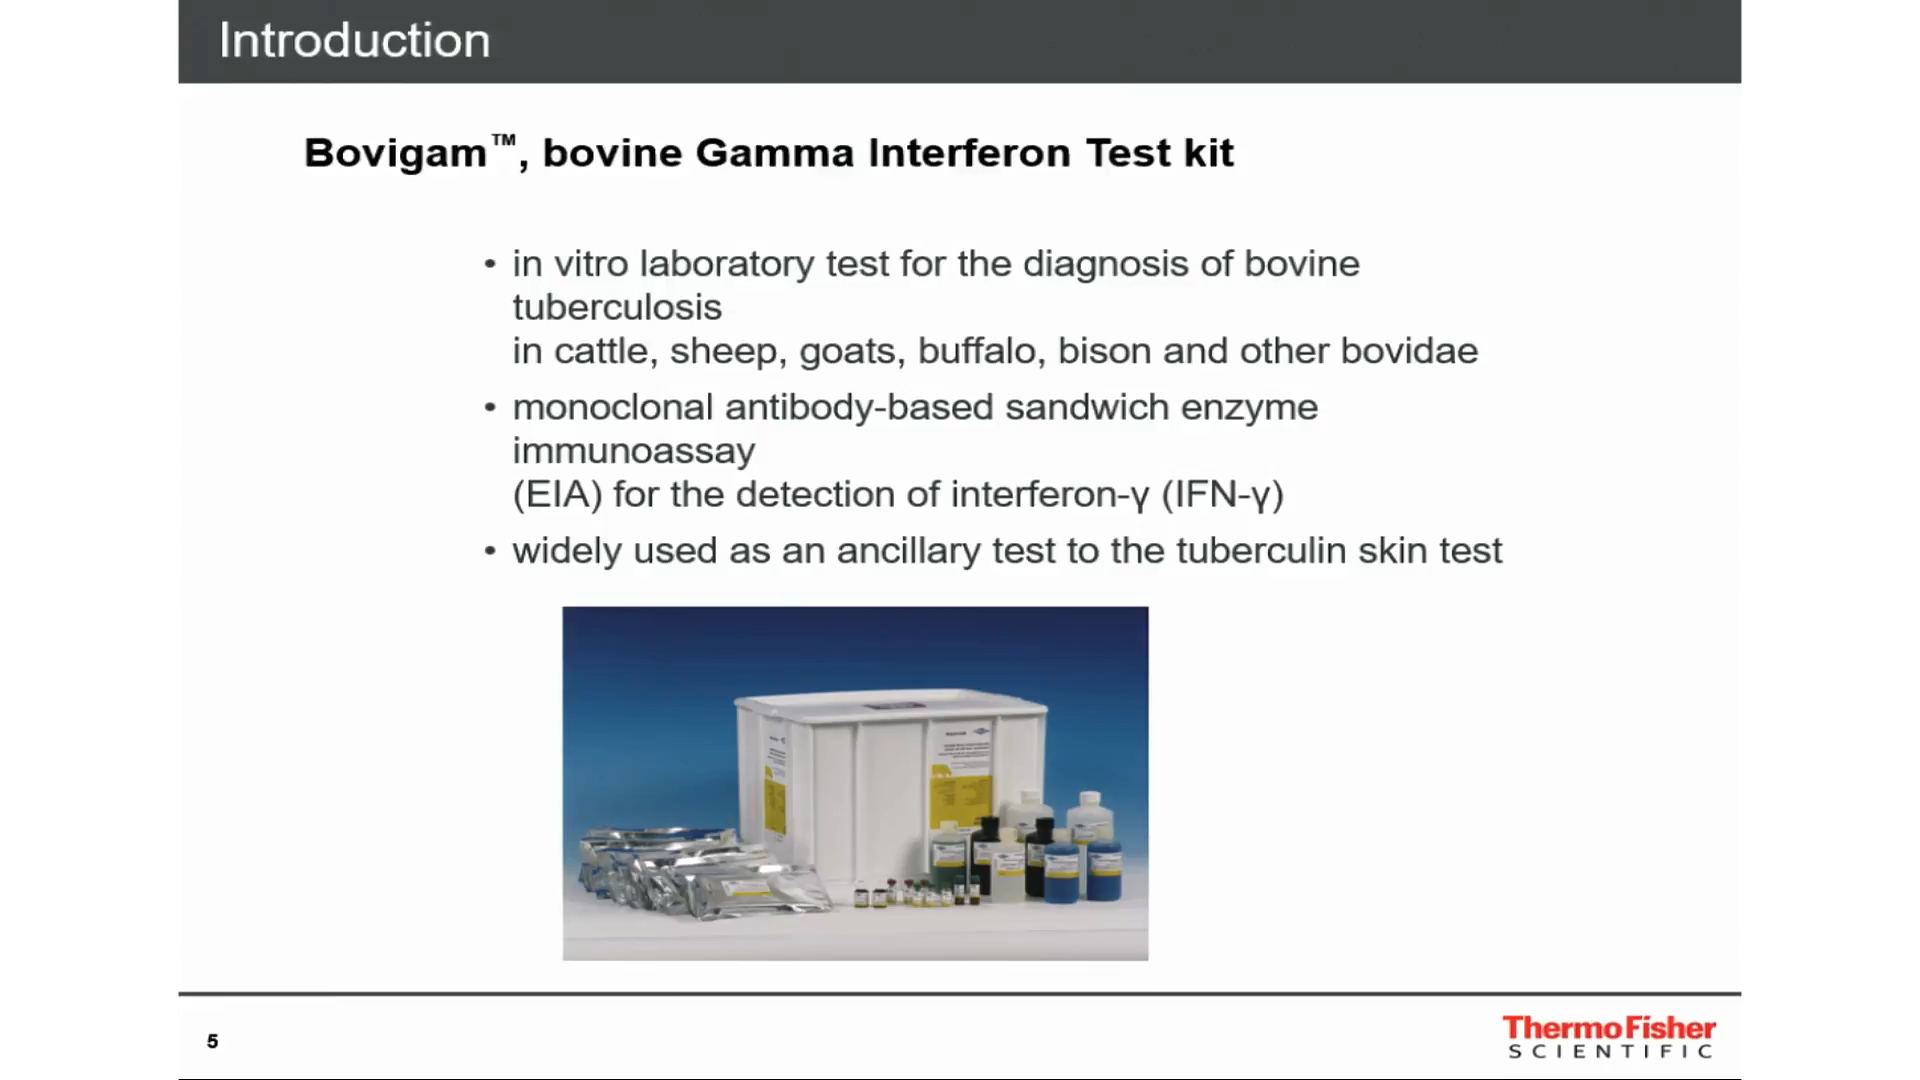 Introduction
Bovigam™, bovine Gamma Interferon Test kit
• in vitro laboratory test for the diagnosis of bovine
tuberculosis
in cattle, sheep, goats, buffalo, bison and other bovidae
• monoclonal antibody-based sandwich enzyme
immunoassay
(EIA) for the detection of interferon-γ (IFN-γ)
• widely used as an ancillary test to the tuberculin skin test
5
ThermoFisher
SCIENTIFIC